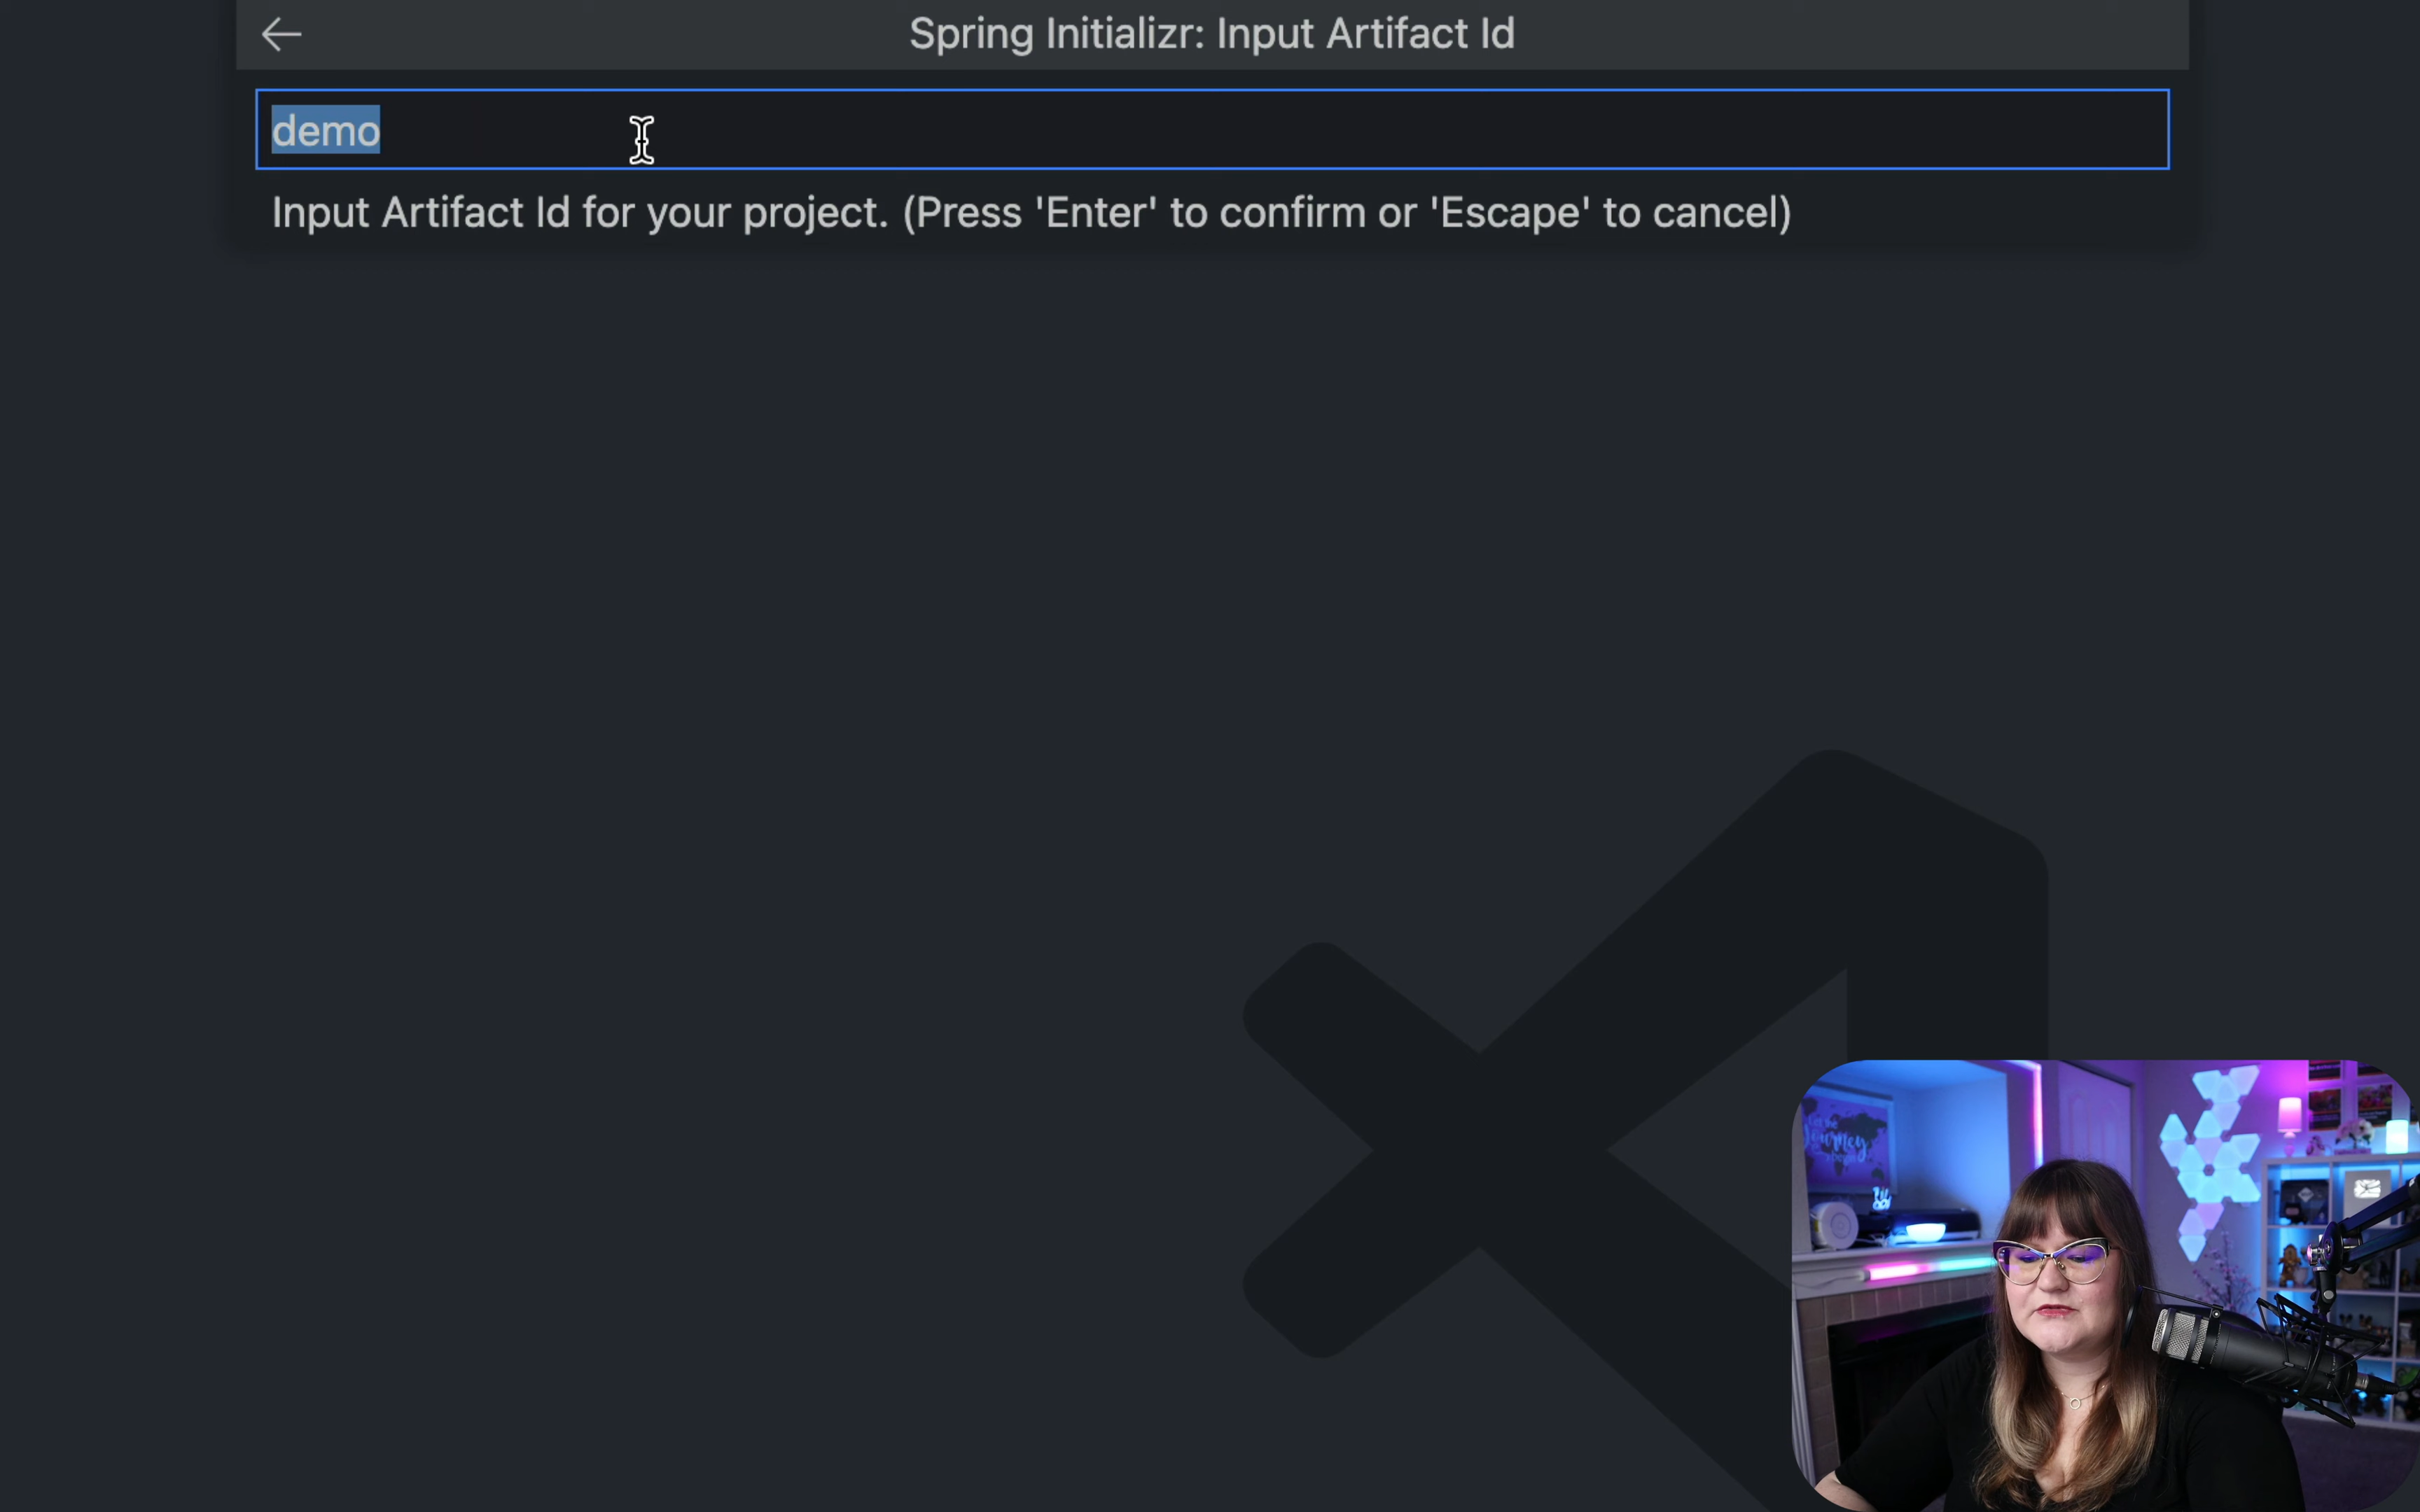 Spring Initializr: Input Artifact Id
demo
Input Artifact Id for your project. (Press 'Enter' to confirm or 'Escape' to cancel)
Journey